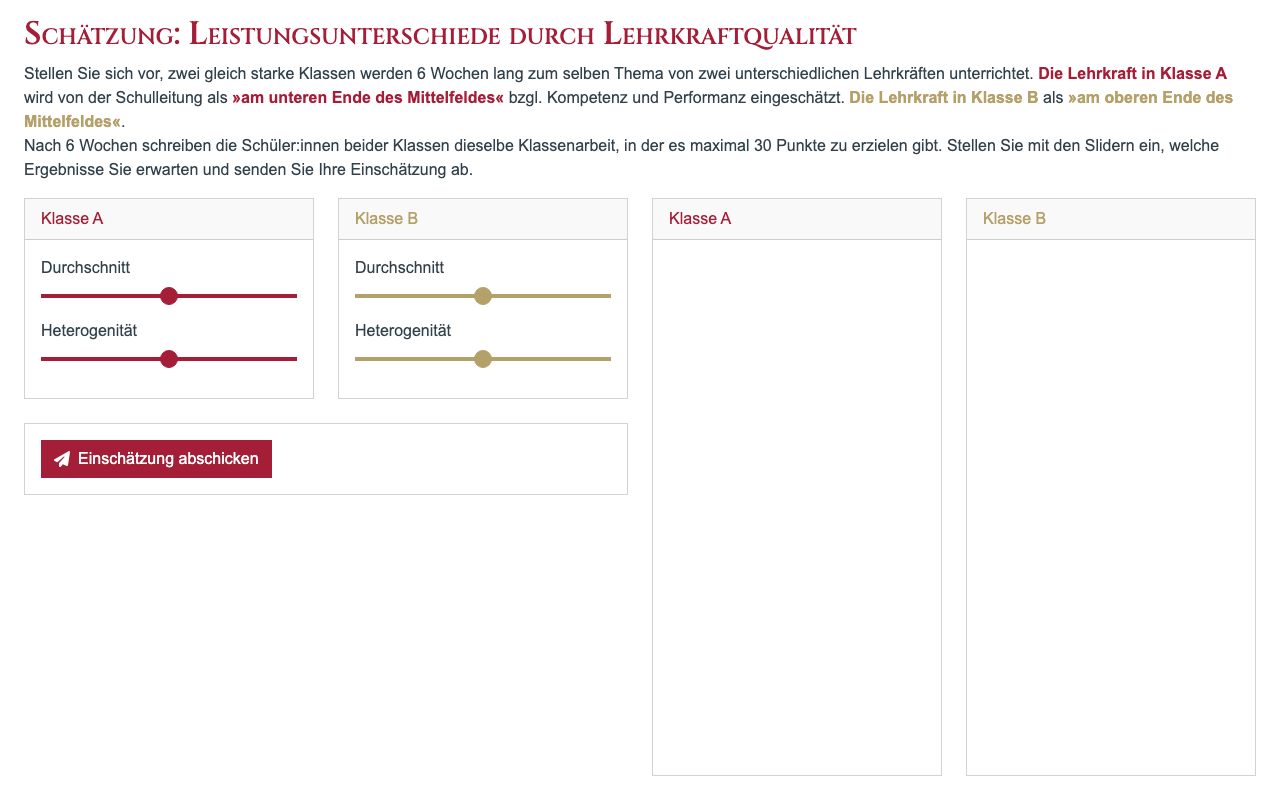 Schätzung: Leistungsunterschiede durch Lehrkraftqualität
Stellen Sie sich vor, zwei gleich starke Klassen werden 6 Wochen lang zum selben Thema von zwei unterschiedlichen Lehrkräften unterrichtet. Die Lehrkraft in Klasse A
wird von der Schulleitung als »am unteren Ende des Mittelfeldes« bzgl. Kompetenz und Performanz eingeschätzt. Die Lehrkraft in Klasse B als »am oberen Ende des
Mittelfeldes«.
Nach 6 Wochen schreiben die Schüler:innen beider Klassen dieselbe Klassenarbeit, in der es maximal 30 Punkte zu erzielen gibt. Stellen Sie mit den Slidern ein, welche
Ergebnisse Sie erwarten und senden Sie Ihre Einschätzung ab.
Klasse A
Durchschnitt
Heterogenität
Klasse B
Durchschnitt
Heterogenität
Einschätzung abschicken
Klasse A
Klasse B